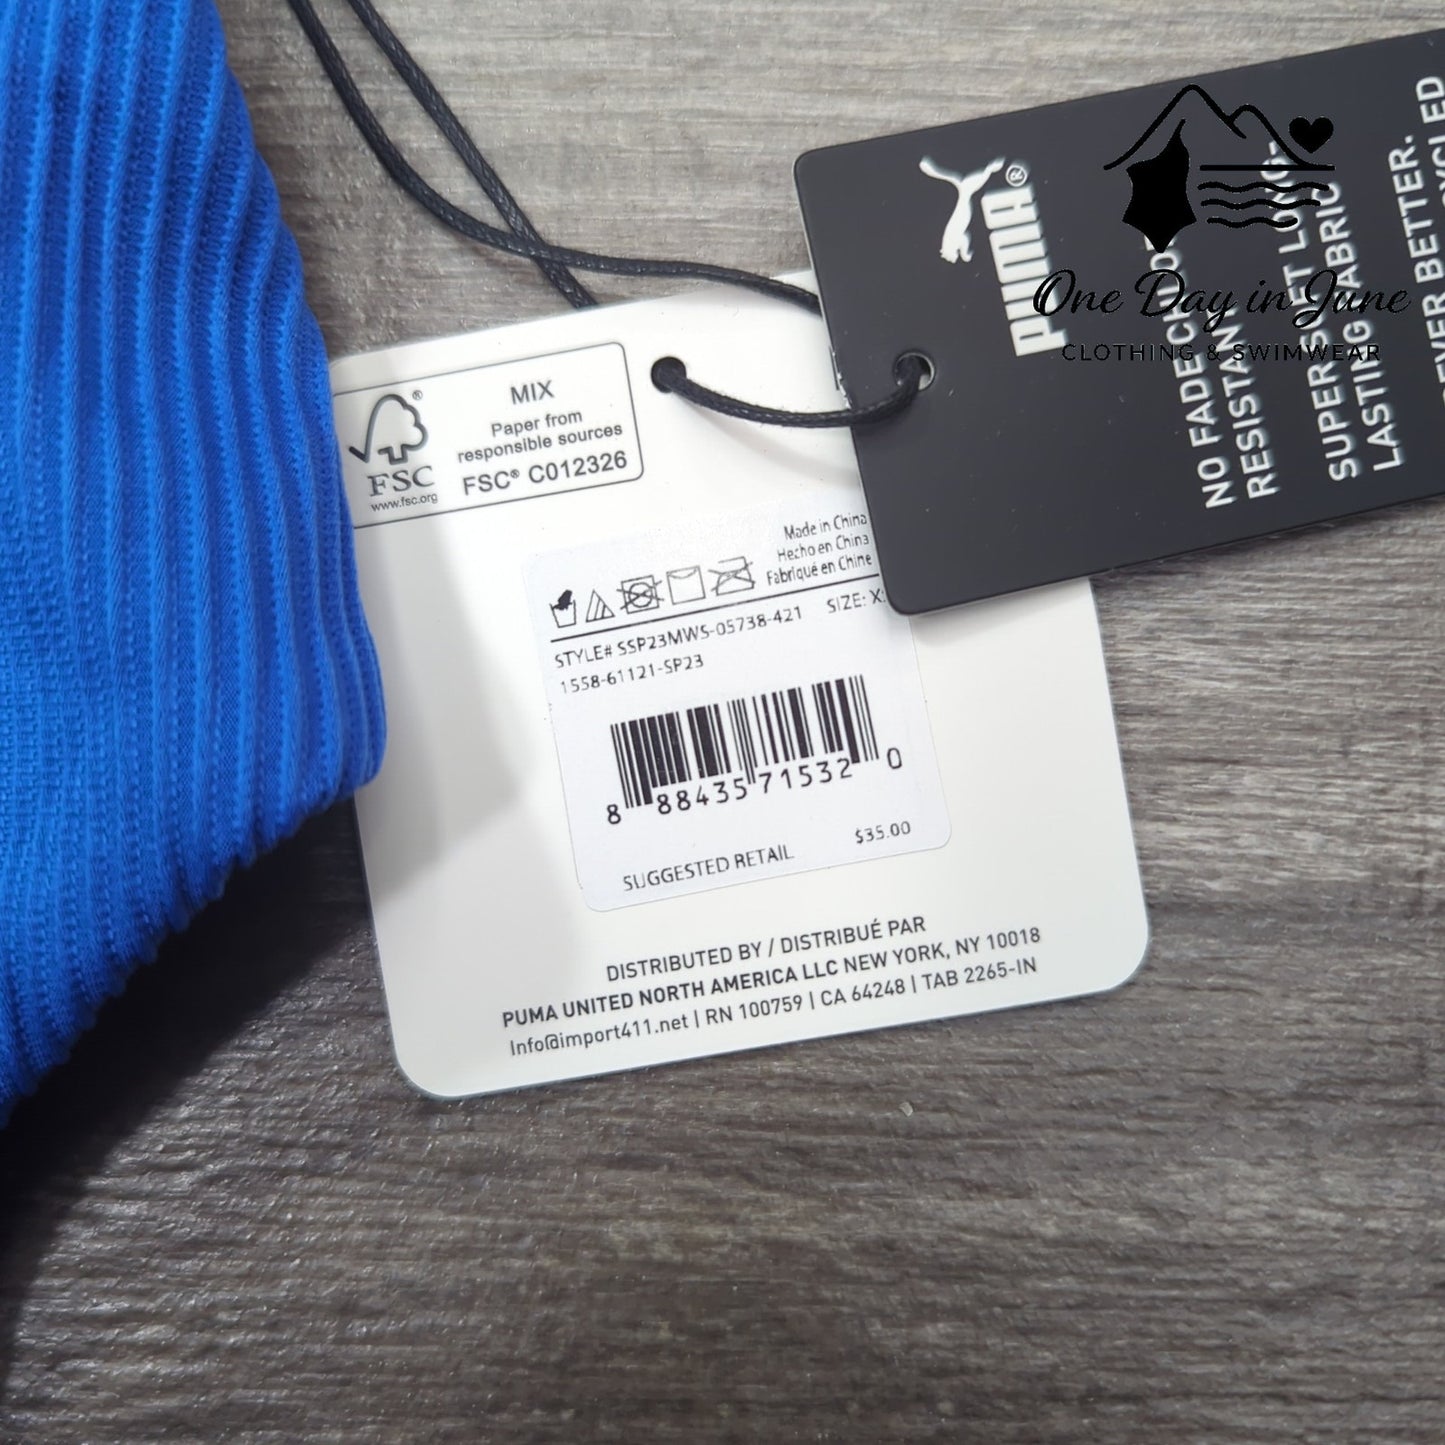 MIX
Paper from
responsible sources
FSC® C012326
FSC
www.fsc.org
®
Made in China
Hecho en China
Fabriqué en Chine
STYLE# SSP23MWS-05738-421 SIZE:
1558-61121-SP23
8 88435 71532 0
SUGGESTED RETAIL $35.00
DISTRIBUTED BY / DISTRIBUÉ PAR
PUMA UNITED NORTH AMERICA LLC NEW YORK, NY 10018
Info@import411.net | RN 100759 | CA 64248 | TAB 2265-IN
PUMA
®
NO FADE
RESISTANT
SUPER
LASTING FABRIC
BETTER.
One Day in June
CLOTHING & SWIMWEAR